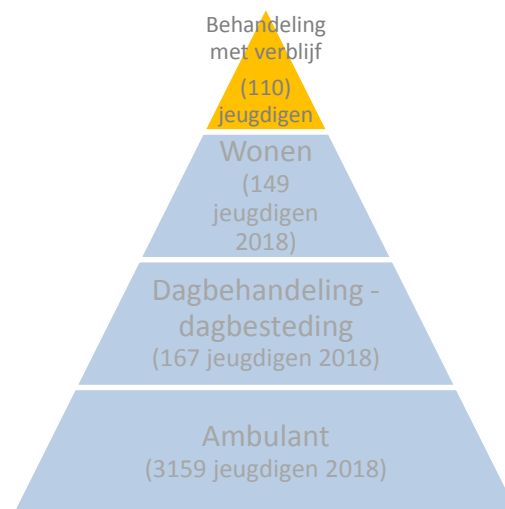 Behandeling
met verblijf
(110)
jeugdigen
Wonen
(149
jeugdigen
2018)
Dagbehandeling -
dagbesteding
(167 jeugdigen 2018)
Ambulant
(3159 jeugdigen 2018)